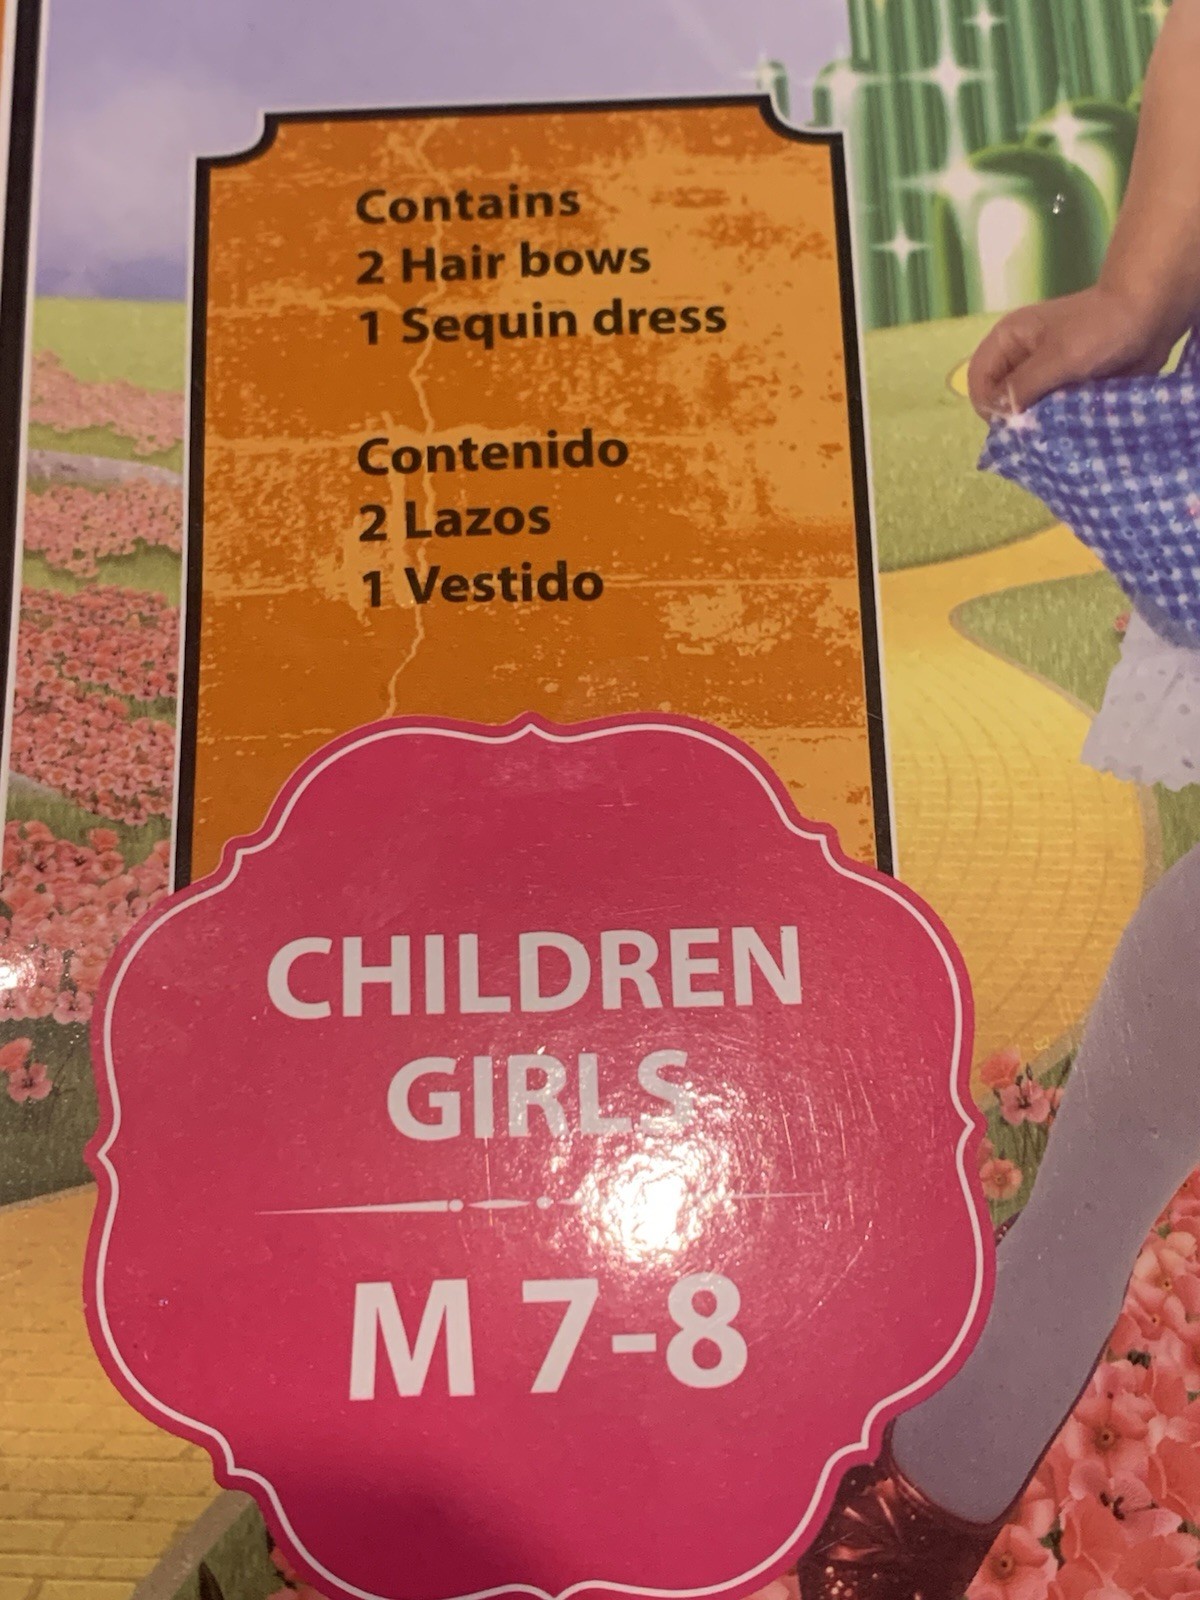 Contains
2 Hair bows
1 Sequin dress
Contenido
2 Lazos
1 Vestido
CHILDREN
GIRLS
M 7-8